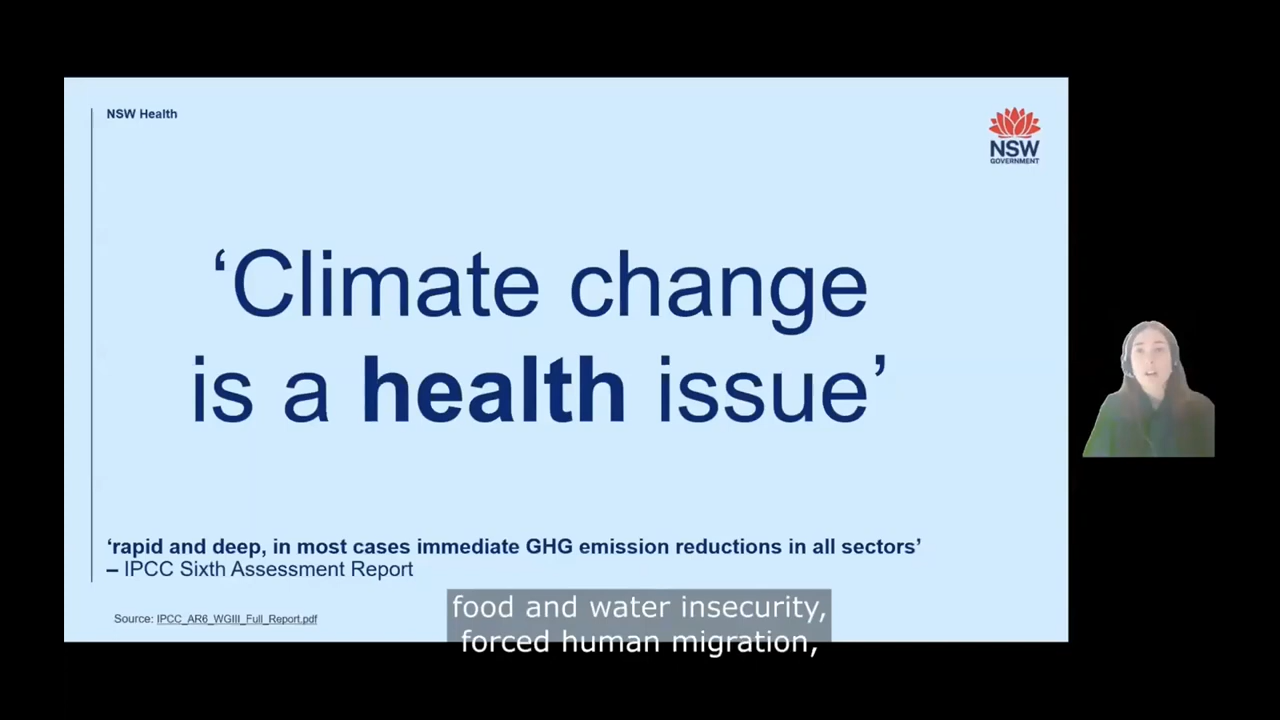 NSW Health
NSW
GOVERNMENT
‘Climate change
is a health issue’
‘rapid and deep, in most cases immediate GHG emission reductions in all sectors’
– IPCC Sixth Assessment Report
Source: IPCC_AR6_WGIII_Full_Report.pdf
food and water insecurity,
forced human migration,